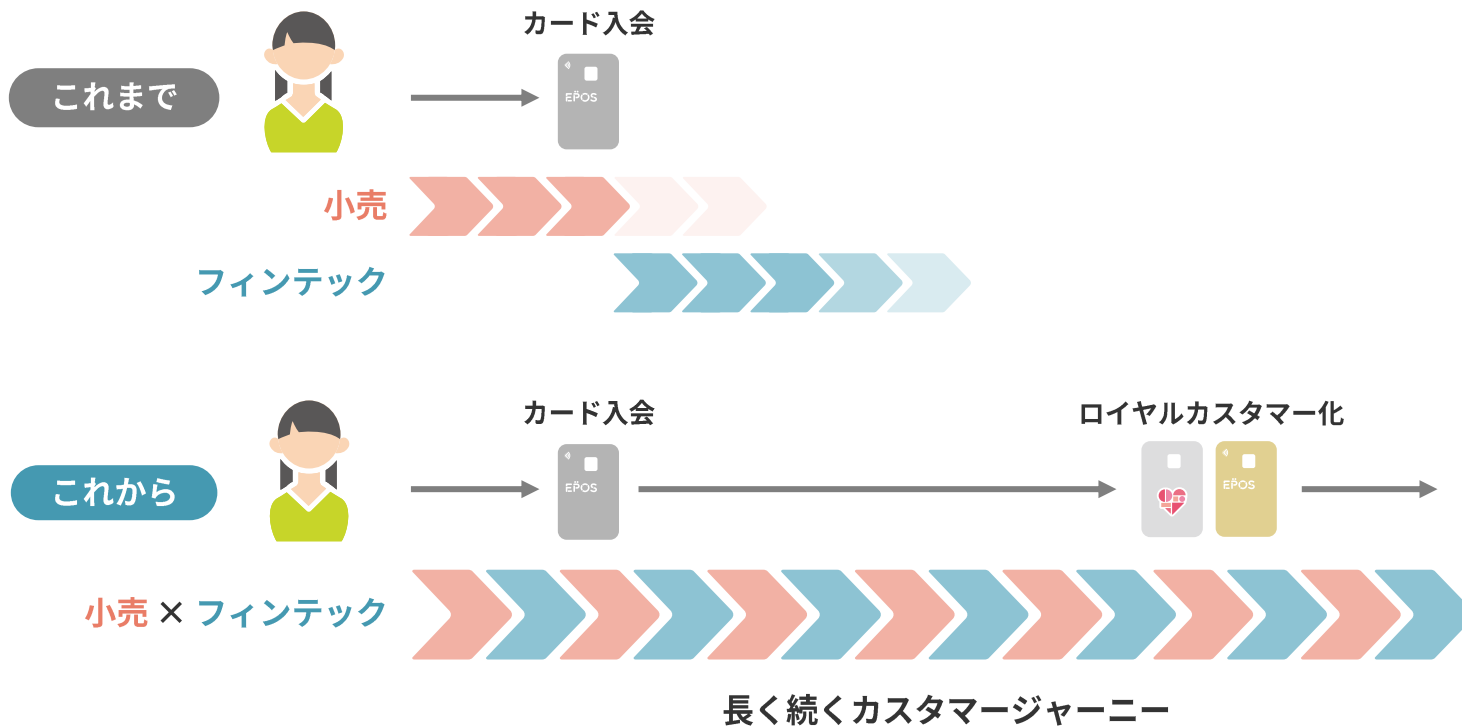 カード入会
これまで
EPOS
小売
フィンテック
カード入会
ロイヤルカスタマー化
これから
EPOS
EPOS
小売 × フィンテック
長く続くカスタマージャーニー